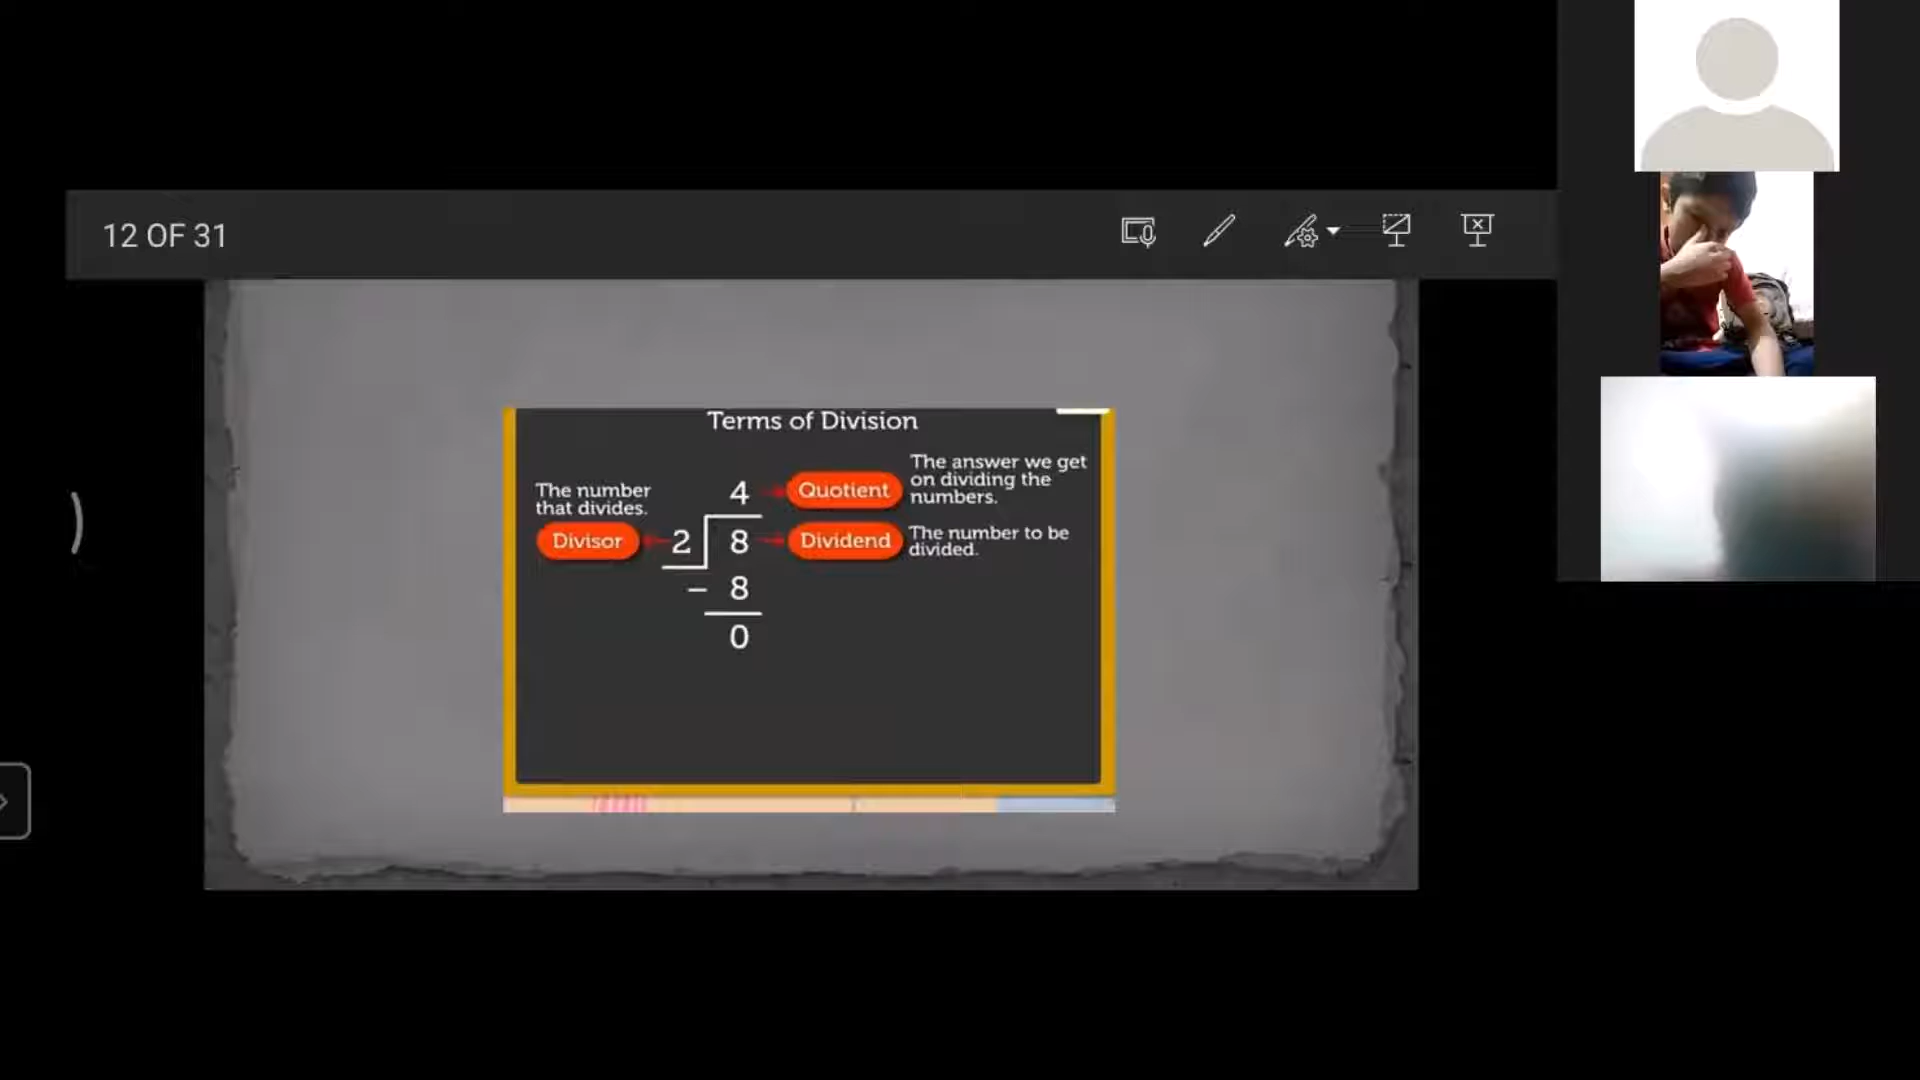 12 OF 31
Terms of Division
The number
that divides.
4
Quotient
The answer we get
on dividing the
numbers.
Divisor
2
8
Dividend
The number to be
divided.
– 8
0